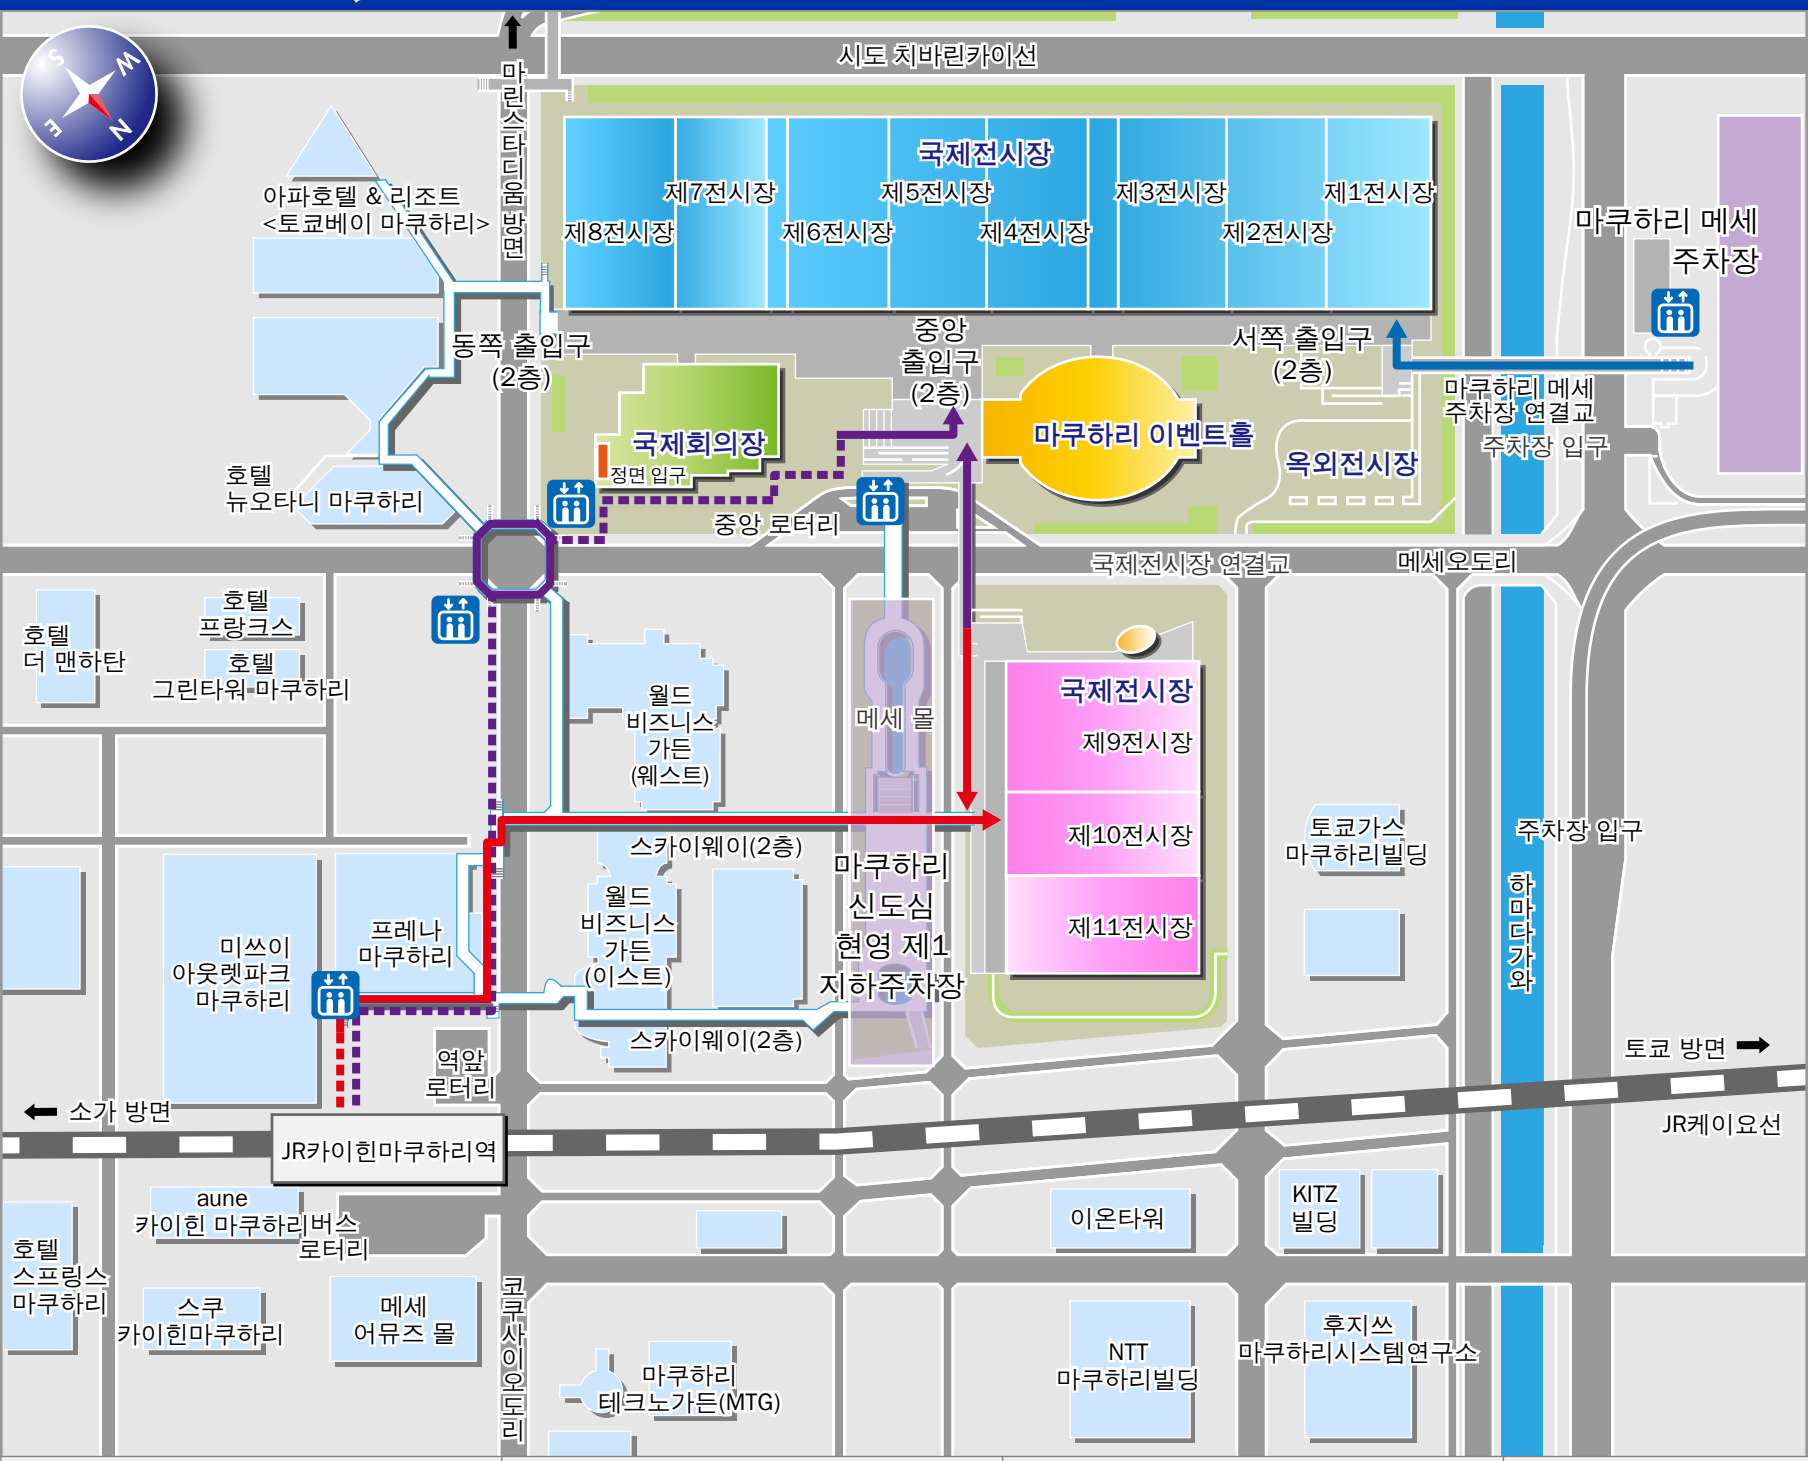 시도 치바린카이선
S
W
E
N
마린스타디움 방면
아파호텔 & 리조트
<토쿄베이 마쿠하리>
국제전시장
제8전시장
제7전시장
제6전시장
제5전시장
제4전시장
제3전시장
제2전시장
제1전시장
마쿠하리 메세
주차장
동쪽 출입구
(2층)
중앙
출입구
(2층)
서쪽 출입구
(2층)
마쿠하리 메세
주차장 연결교
주차장 입구
국제회의장
정면 입구
마쿠하리 이벤트홀
옥외전시장
호텔
뉴오타니 마쿠하리
중앙 로터리
국제전시장 연결교
메세오도리
호텔
더 맨하탄
호텔
프랑크스
호텔
그린타워 마쿠하리
월드
비즈니스
가든
(웨스트)
메세 몰
국제전시장
제9전시장
제10전시장
제11전시장
스카이웨이(2층)
마쿠하리
신도심
현영 제1
지하주차장
토쿄가스
마쿠하리빌딩
주차장 입구
하마다가와
미쓰이
아웃렛파크
마쿠하리
프레나
마쿠하리
월드
비즈니스
가든
(이스트)
스카이웨이(2층)
역앞
로터리
토쿄 방면
소가 방면
JR카이힌마쿠하리역
JR케이요선
aune
카이힌 마쿠하리
버스
로터리
이온타워
KITZ
빌딩
호텔
스프링스
마쿠하리
스쿠
카이힌마쿠하리
메세
어뮤즈 몰
코쿠사이오도리
마쿠하리
테크노가든(MTG)
NTT
마쿠하리빌딩
후지쓰
마쿠하리시스템연구소